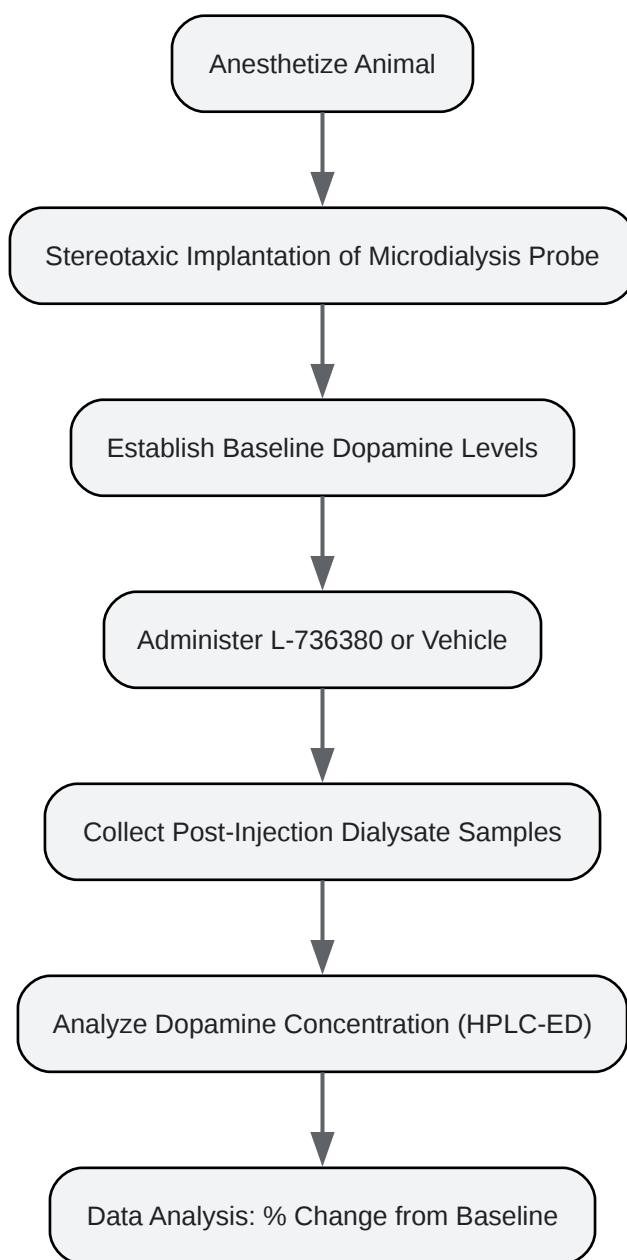 Anesthetize Animal
Stereotaxic Implantation of Microdialysis Probe
Establish Baseline Dopamine Levels
Administer L-736380 or Vehicle
Collect Post-Injection Dialysate Samples
Analyze Dopamine Concentration (HPLC-ED)
Data Analysis: % Change from Baseline